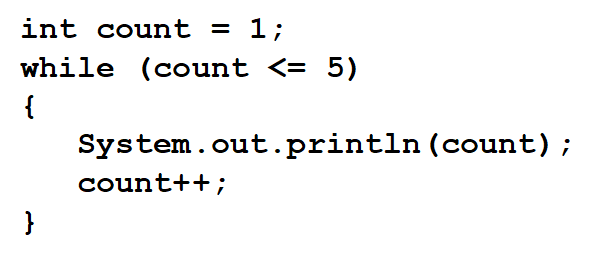 int count = 1;
while (count <= 5)
{
   System.out.println(count);
   count++;
}